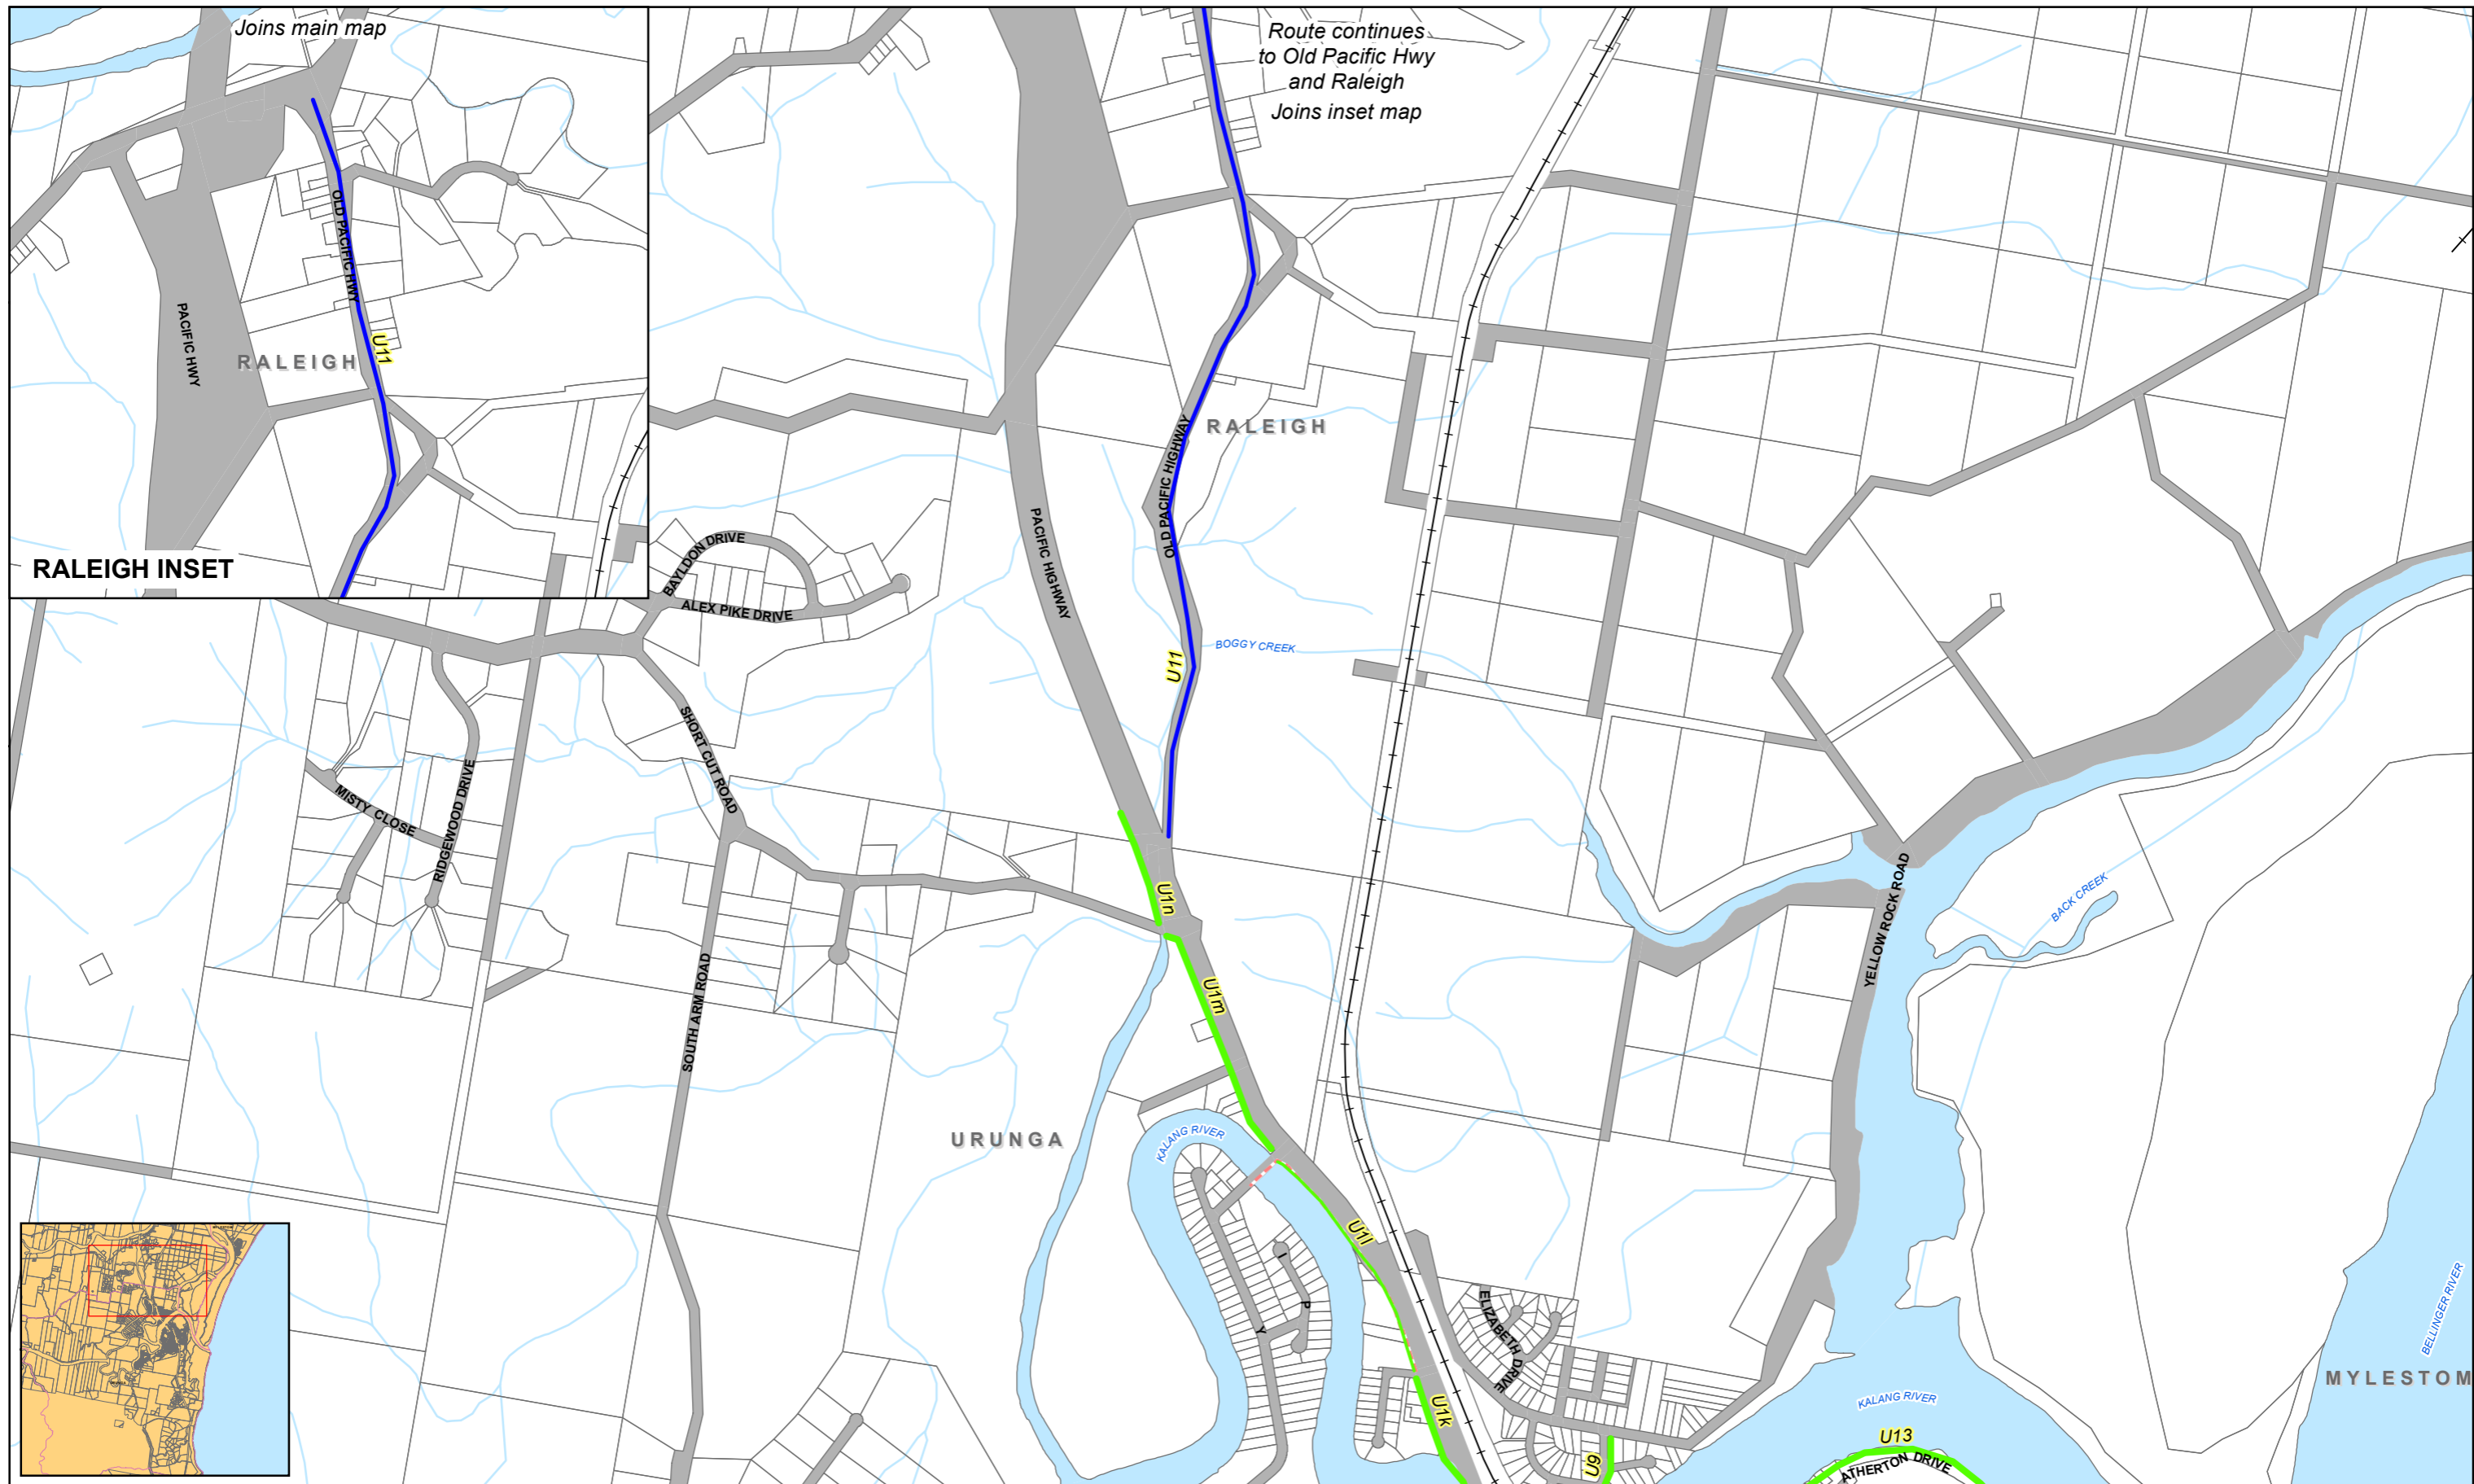 Joins main map
OLD PACIFIC HWY
PACIFIC HWY
U11
RALEIGH
RALEIGH INSET
Route continues
to Old Pacific Hwy
and Raleigh
Joins inset map
RALEIGH
OLD PACIFIC HIGHWAY
PACIFIC HIGHWAY
BAYLDON DRIVE
ALEX PIKE DRIVE
U11
BOGGY CREEK
SHORT CUT ROAD
MISTY CLOSE
RIDGEWOOD DRIVE
U1n
YELLOW ROCK ROAD
BACK CREEK
SOUTH ARM ROAD
U1m
URUNGA
KALANG RIVER
U1l
I
P
Y
ELIZABETH DRIVE
BELLINGER RIVER
MYLESTOM
KALANG RIVER
U1k
U13
U9
ATHERTON DRIVE